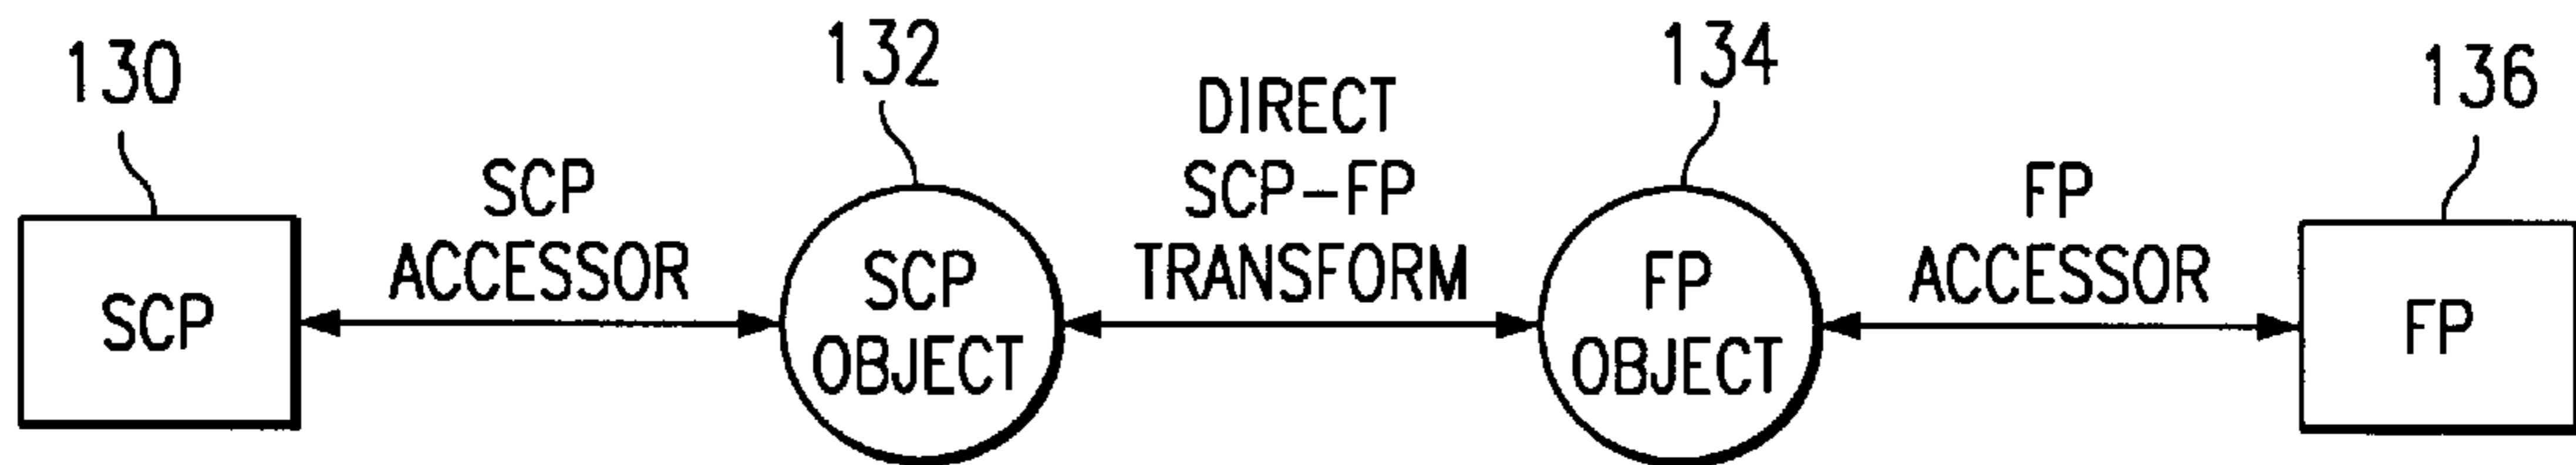 130
132
134
136
SCP
ACCESSOR
DIRECT
SCP-FP
TRANSFORM
FP
ACCESSOR
SCP
SCP
OBJECT
FP
OBJECT
FP